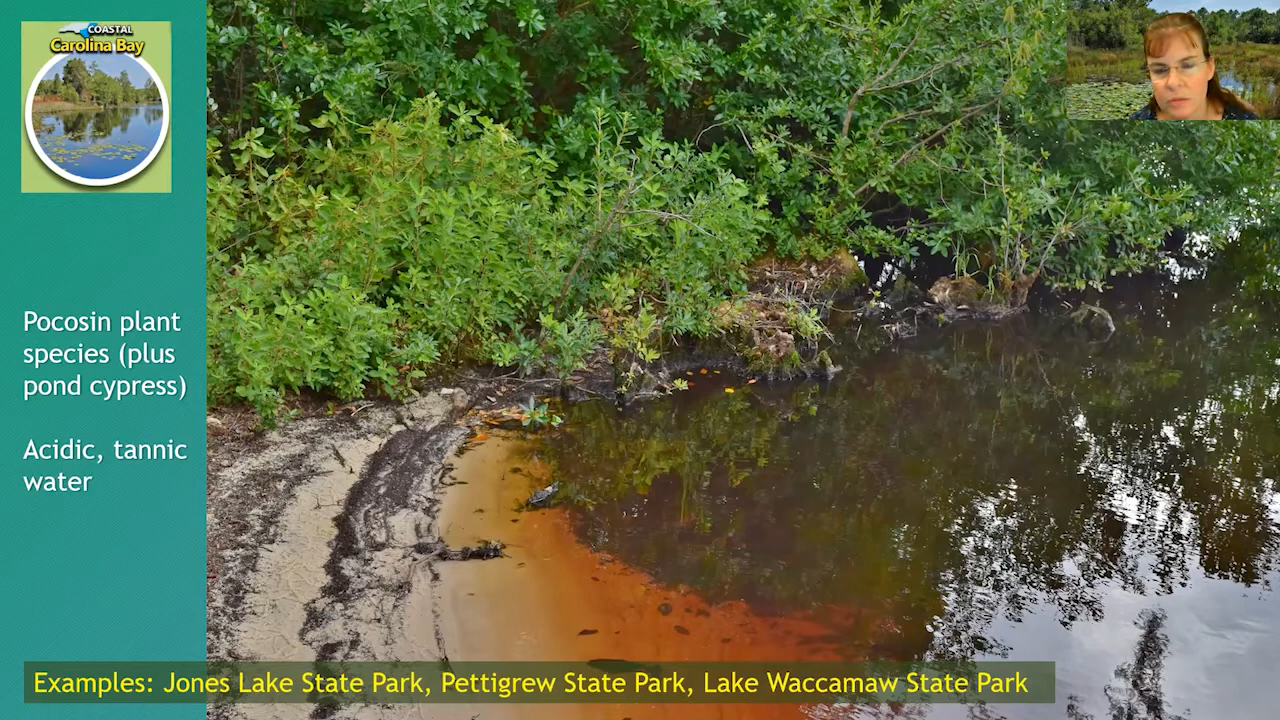 COASTAL
Carolina Bay
Pocosin plant
species (plus
pond cypress)
Acidic, tannic
water
Examples: Jones Lake State Park, Pettigrew State Park, Lake Waccamaw State Park